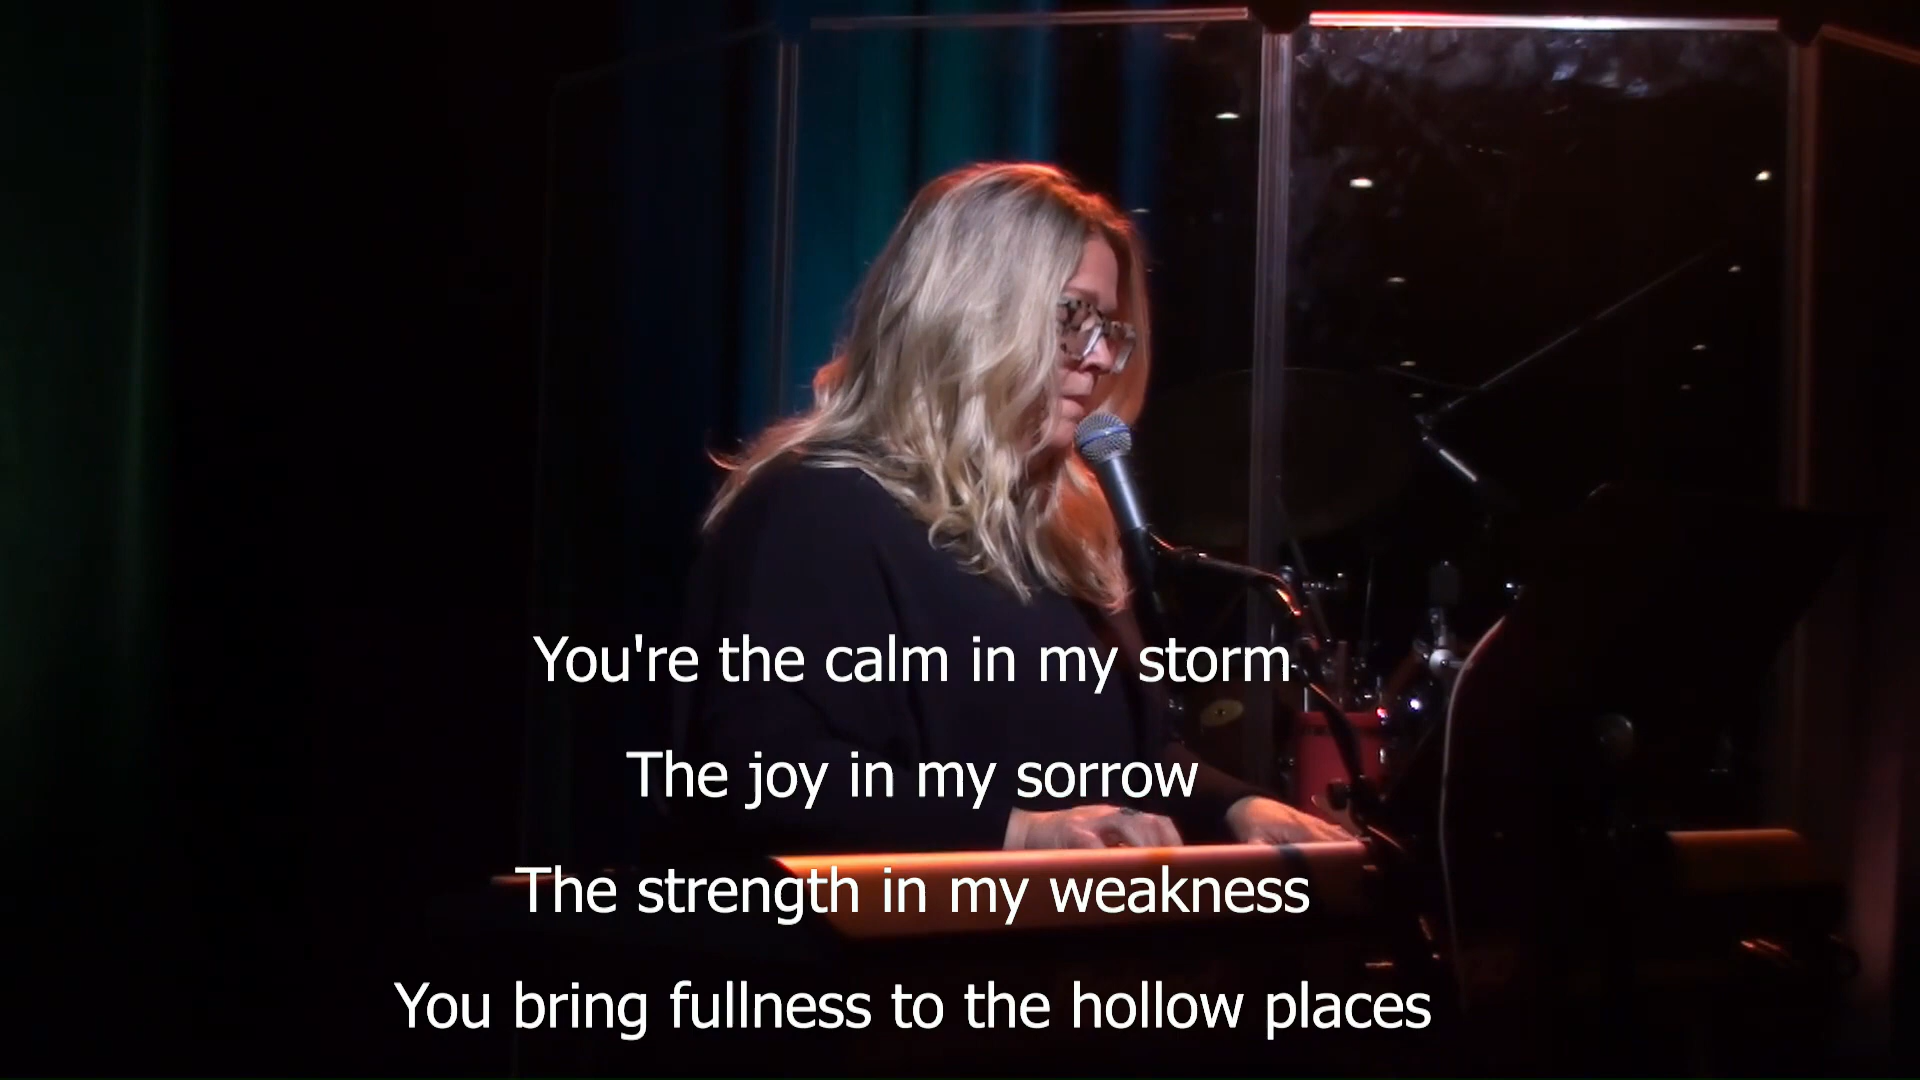 You're the calm in my storm
The joy in my sorrow
The strength in my weakness
You bring fullness to the hollow places